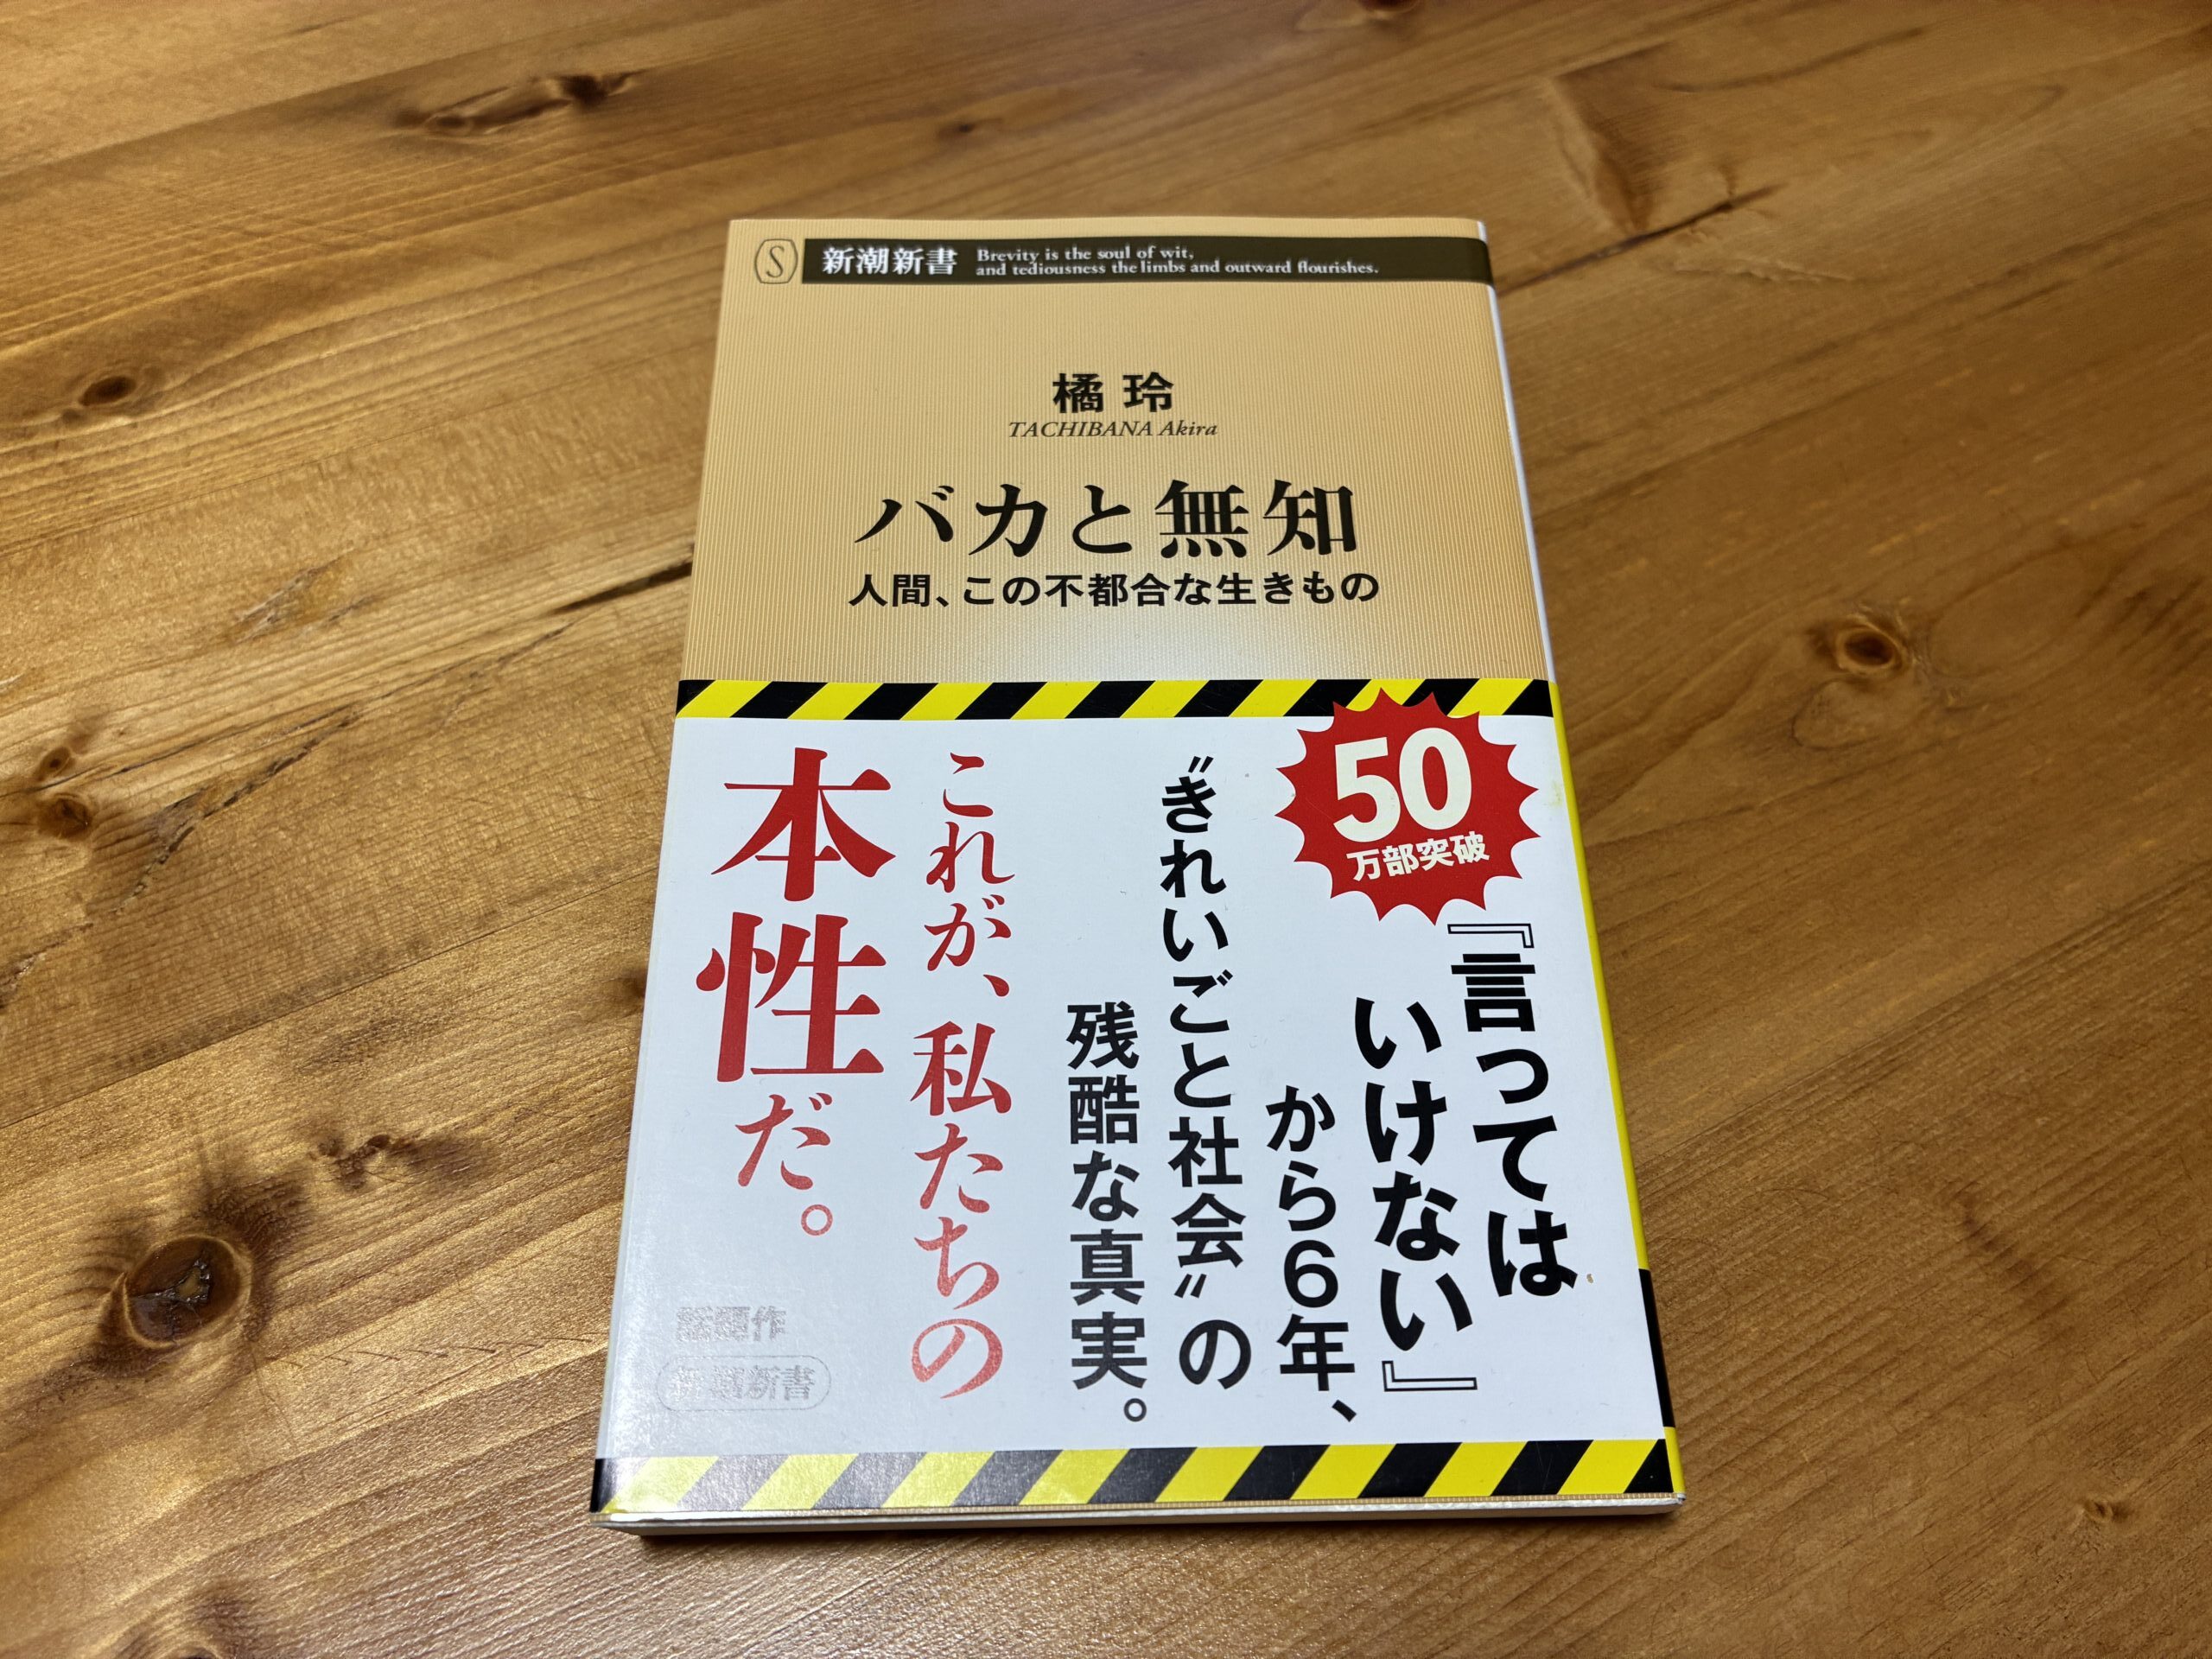 S
新潮新書
Brevity is the soul of wit,
and tediousness the limbs and outward flourishes.
橘 玲
TACHIBANA Akira
バカと無知
人間、この不都合な生きもの
50
万部突破
『言っては
いけない』
から6年、
〝きれいごと社会〟の
残酷な真実。
これが、私たちの
本性だ。
話題作
新潮新書